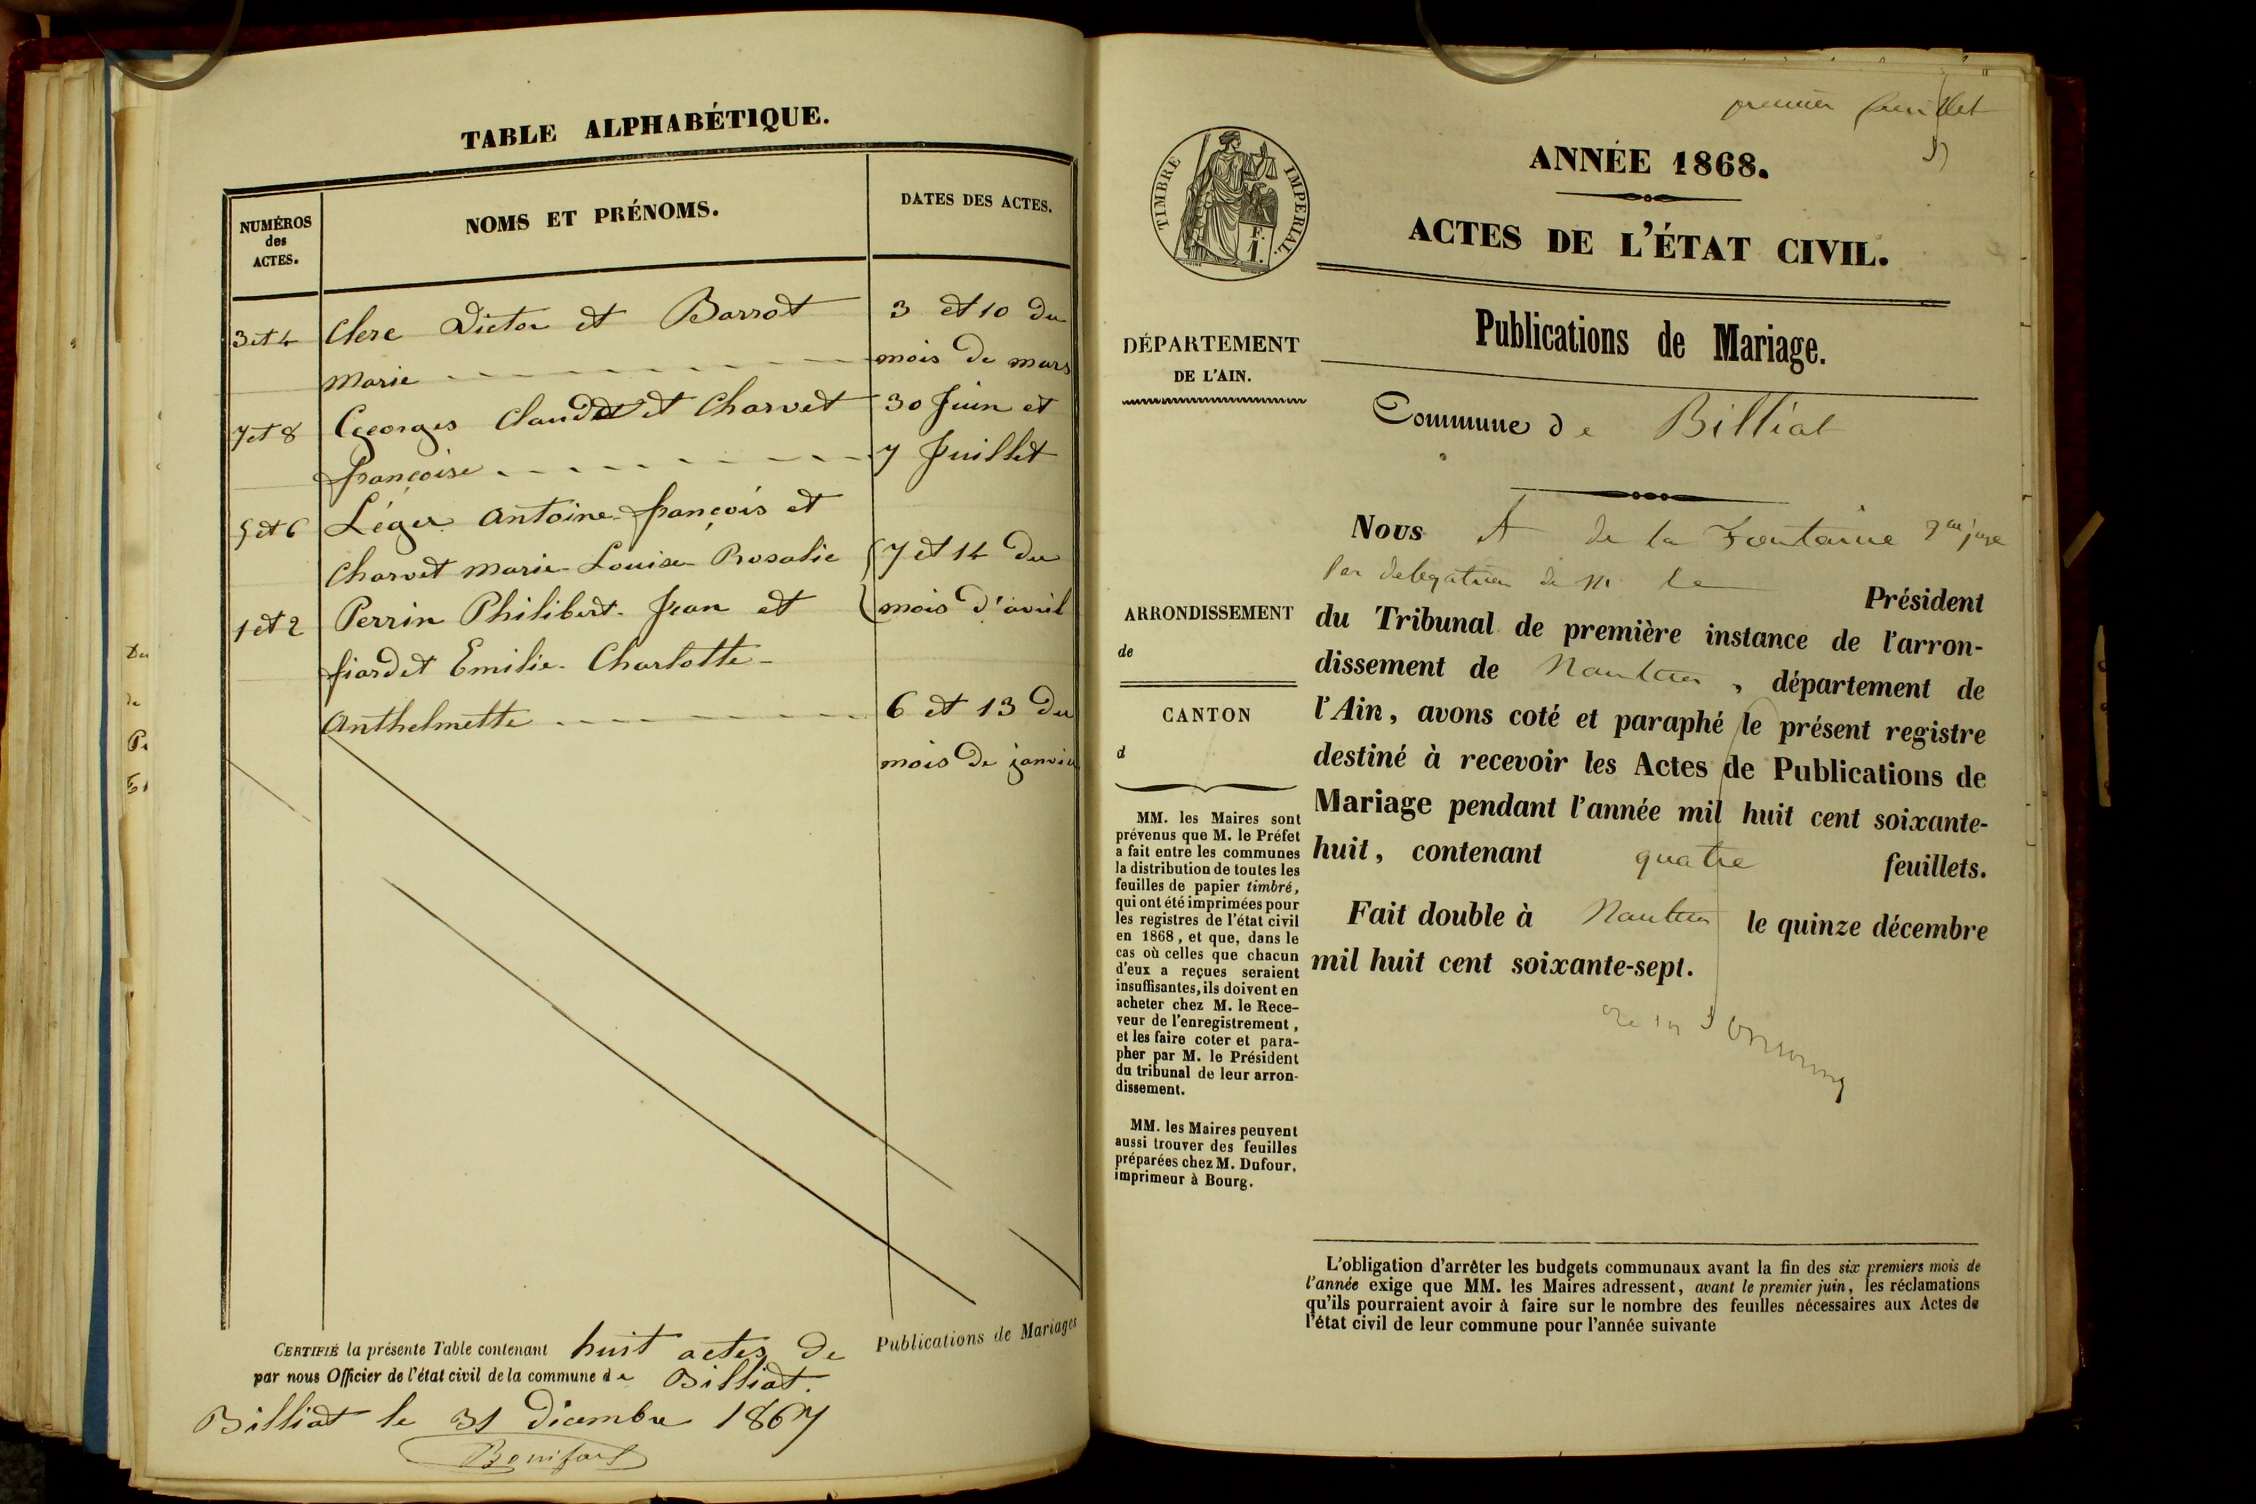 TABLE ALPHABÉTIQUE.
NUMÉROS
des
ACTES.
NOMS ET PRÉNOMS.
DATES DES ACTES.
3 et 4 Clere Victor et Barrot 3 et 10 du
Marie mois de mars
7 et 8 Georges Claude et Charvet 30 Juin et
françoise 7 Juillet
5 et 6 Léger Antoine françois et
Charvet Marie Louise Rosalie 7 et 14 du
1 et 2 Perrin Philibert Jean et mois d'avril
fiardet Emilie Charlotte
Anthelmette 6 et 13 du
mois de janvier
CERTIFIÉ la présente Table contenant huit actes de Publications de Mariages
par nous Officier de l'état civil de la commune de Billiat.
Billiat le 31 Décembre 1867
premier feuillet
TIMBRE IMPERIAL.
F.
1.
ANNÉE 1868.
ACTES DE L'ÉTAT CIVIL.
Publications de Mariage.
DÉPARTEMENT
DE L'AIN.
Commune de Billiat
Nous A de la Fontaine juge
Par delegation de M. le Président
ARRONDISSEMENT
de
CANTON
d
du Tribunal de première instance de l'arron-
dissement de Nantua, département de
l'Ain, avons coté et paraphé le présent registre
destiné à recevoir les Actes de Publications de
Mariage pendant l'année mil huit cent soixante-
huit, contenant quatre feuillets.
Fait double à Nantua le quinze décembre
mil huit cent soixante-sept.
MM. les Maires sont
prévenus que M. le Préfet
a fait entre les communes
la distribution de toutes les
feuilles de papier timbré,
qui ont été imprimées pour
les registres de l'état civil
en 1868, et que, dans le
cas où celles que chacun
d'eux a reçues seraient
insuffisantes, ils doivent en
acheter chez M. le Rece-
veur de l'enregistrement,
et les faire coter et para-
pher par M. le Président
du tribunal de leur arron-
dissement.
MM. les Maires peuvent
aussi trouver des feuilles
préparées chez M. Dufour,
imprimeur à Bourg.
L'obligation d'arrêter les budgets communaux avant la fin des six premiers mois de
l'année exige que MM. les Maires adressent, avant le premier juin, les réclamations
qu'ils pourraient avoir à faire sur le nombre des feuilles nécessaires aux Actes de
l'état civil de leur commune pour l'année suivante